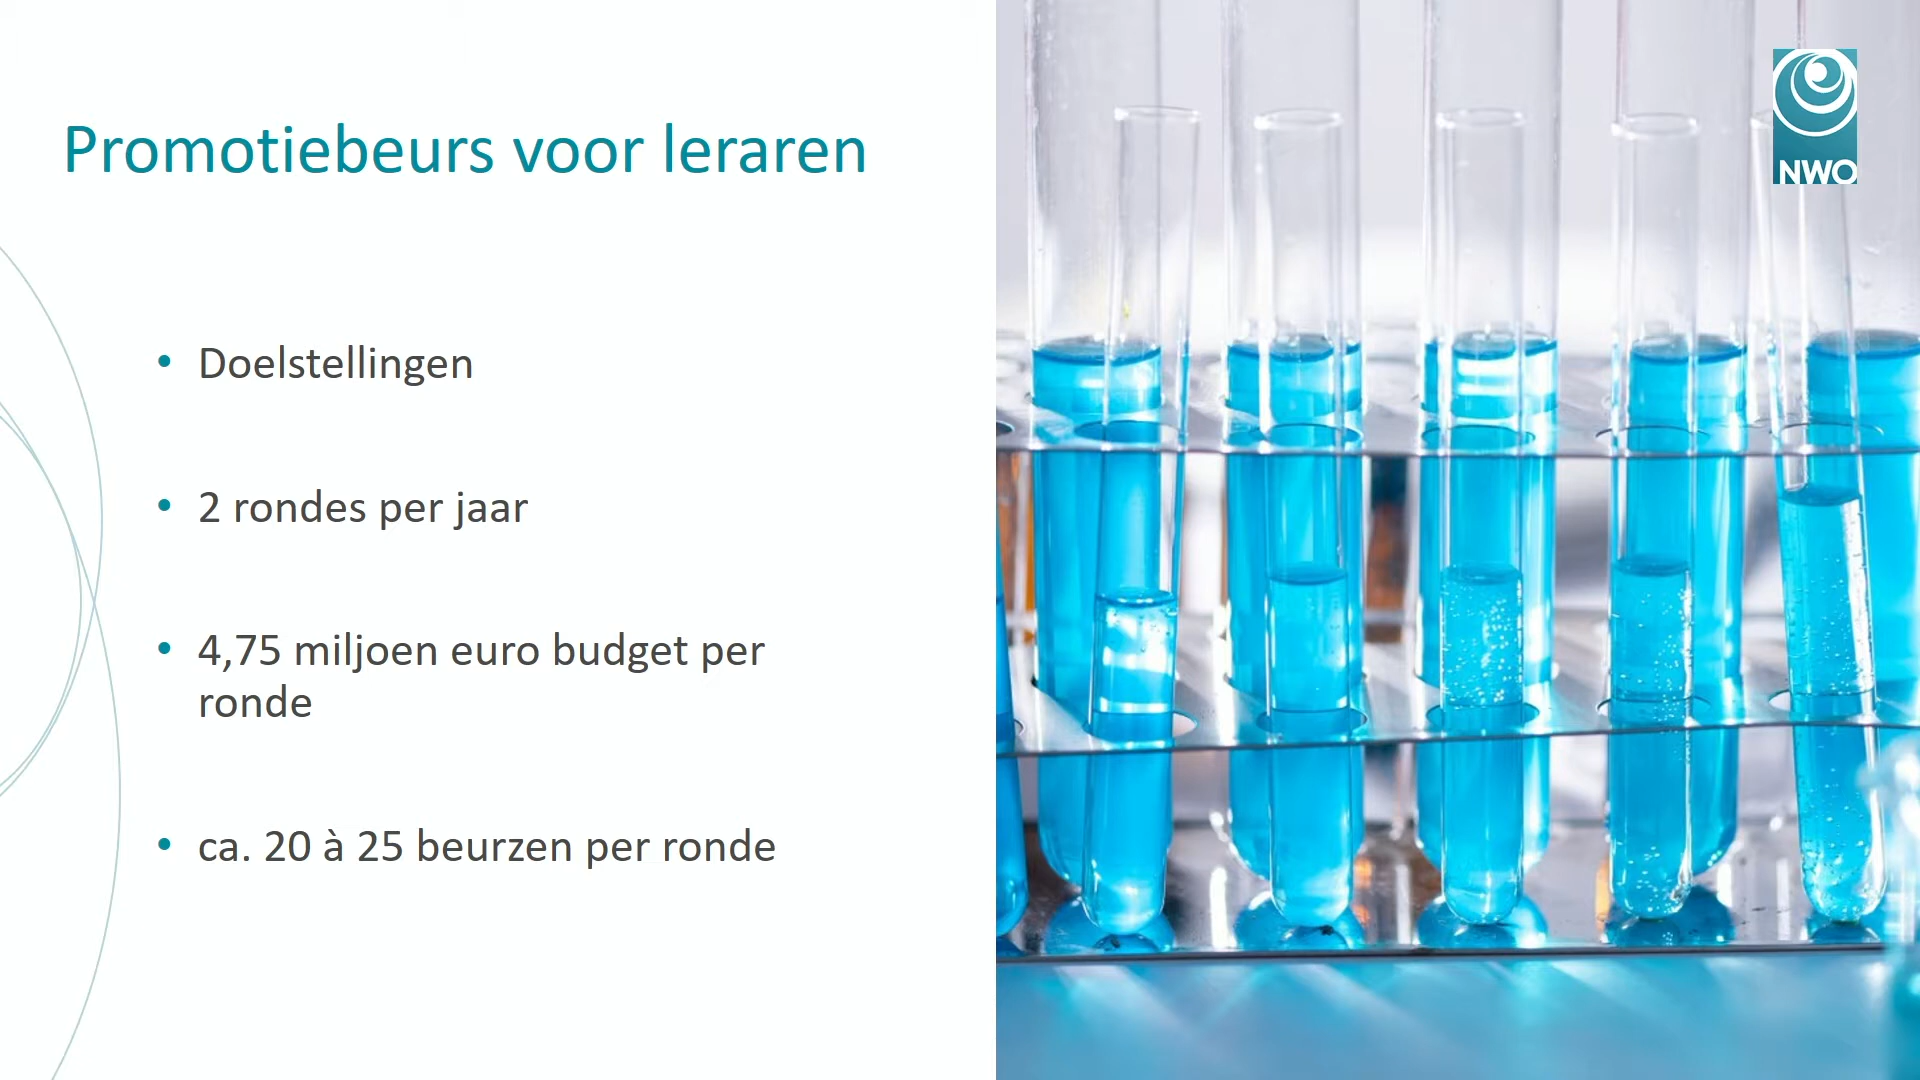 Promotiebeurs voor leraren
NWO
• Doelstellingen
• 2 rondes per jaar
• 4,75 miljoen euro budget per
ronde
• ca. 20 à 25 beurzen per ronde